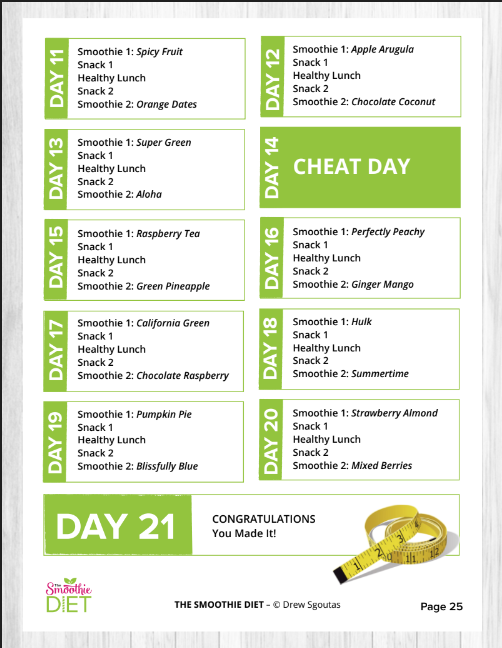 DAY 11
Smoothie 1: Spicy Fruit
Snack 1
Healthy Lunch
Snack 2
Smoothie 2: Orange Dates
DAY 12
Smoothie 1: Apple Arugula
Snack 1
Healthy Lunch
Snack 2
Smoothie 2: Chocolate Coconut
DAY 13
Smoothie 1: Super Green
Snack 1
Healthy Lunch
Snack 2
Smoothie 2: Aloha
DAY 14
CHEAT DAY
DAY 15
Smoothie 1: Raspberry Tea
Snack 1
Healthy Lunch
Snack 2
Smoothie 2: Green Pineapple
DAY 16
Smoothie 1: Perfectly Peachy
Snack 1
Healthy Lunch
Snack 2
Smoothie 2: Ginger Mango
DAY 17
Smoothie 1: California Green
Snack 1
Healthy Lunch
Snack 2
Smoothie 2: Chocolate Raspberry
DAY 18
Smoothie 1: Hulk
Snack 1
Healthy Lunch
Snack 2
Smoothie 2: Summertime
DAY 19
Smoothie 1: Pumpkin Pie
Snack 1
Healthy Lunch
Snack 2
Smoothie 2: Blissfully Blue
DAY 20
Smoothie 1: Strawberry Almond
Snack 1
Healthy Lunch
Snack 2
Smoothie 2: Mixed Berries
DAY 21
CONGRATULATIONS
You Made It!
The
Smoothie
DIET
THE SMOOTHIE DIET – © Drew Sgoutas
Page 25